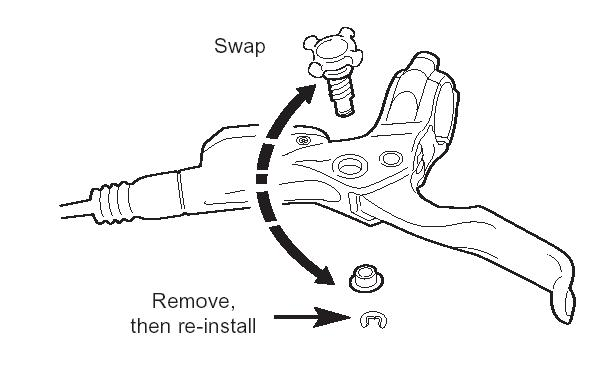 Swap
Remove,
then re-install